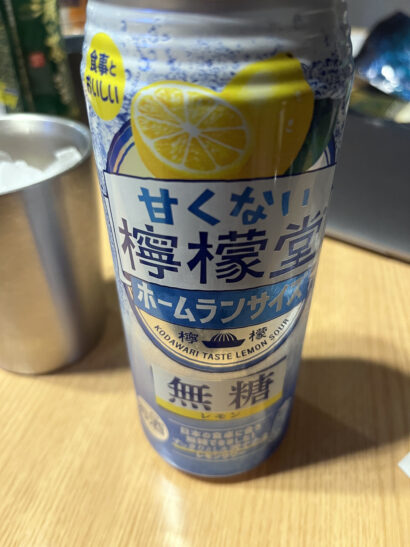 食事と
おいしい
甘くない
檸檬堂
ホームランサイズ
檸檬
KODAWARI TASTE LEMON SOUR
無糖
レモン
酒